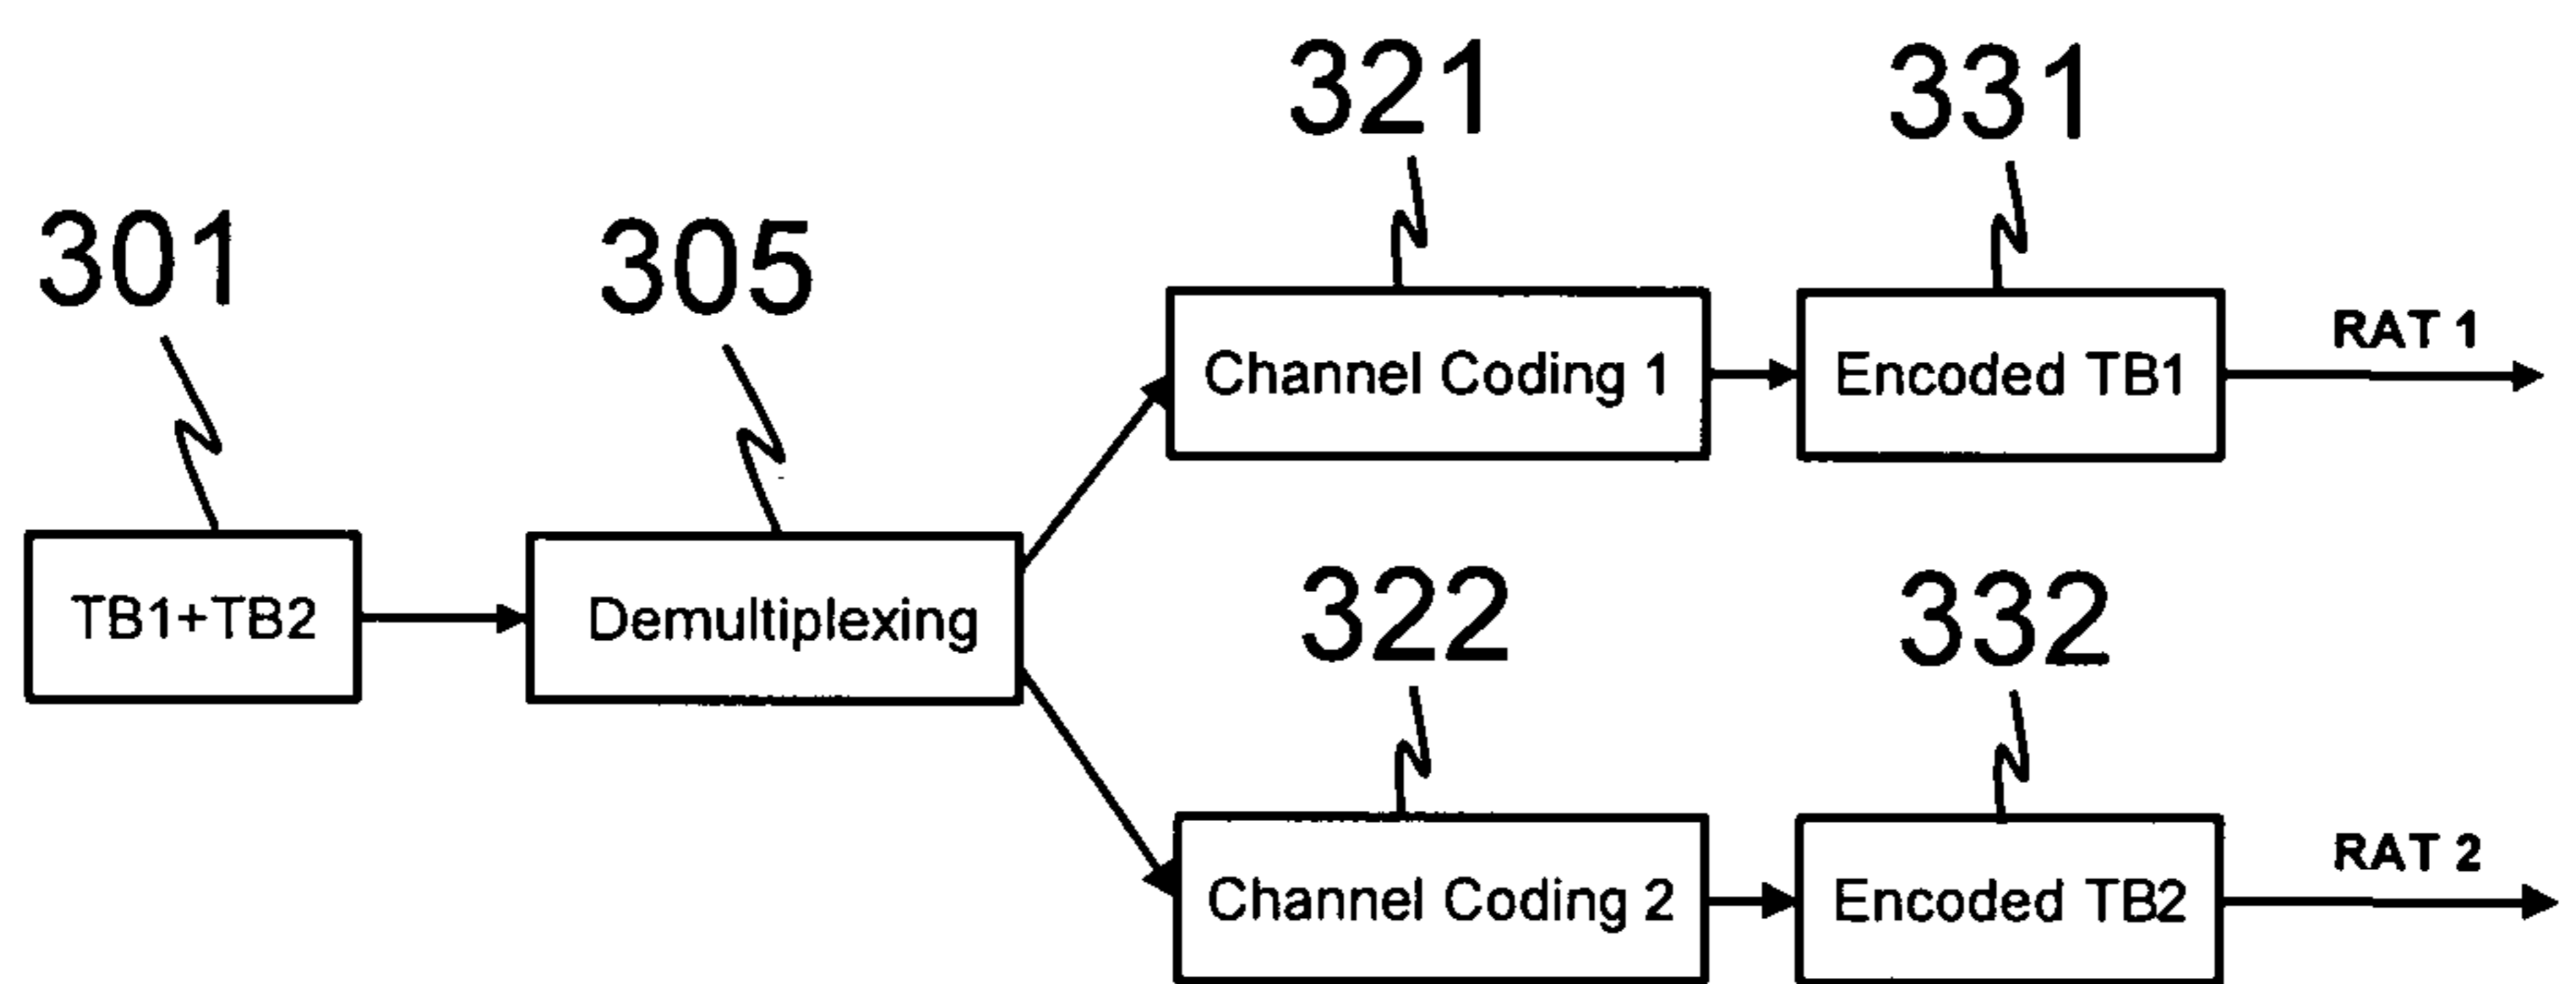 321
331
301
305
RAT 1
Channel Coding 1
Encoded TB1
322
332
TB1+TB2
Demultiplexing
RAT 2
Channel Coding 2
Encoded TB2